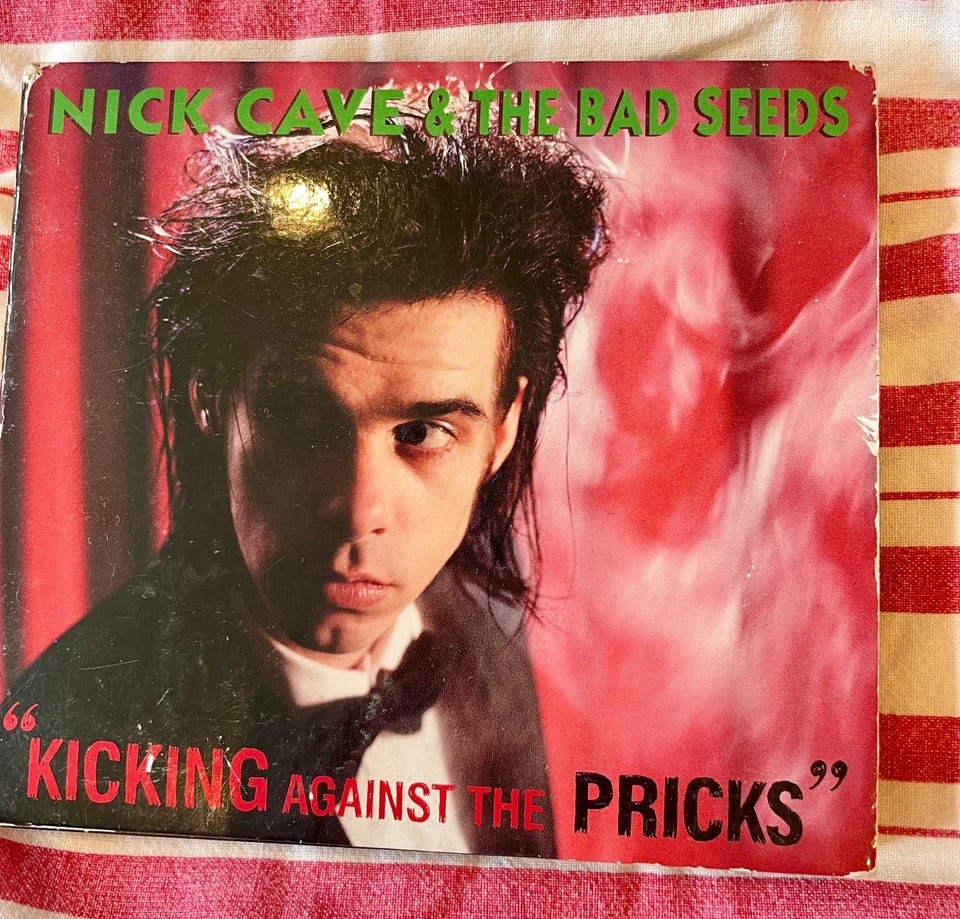 NICK CAVE & THE BAD SEEDS
“KICKING AGAINST THE PRICKS”